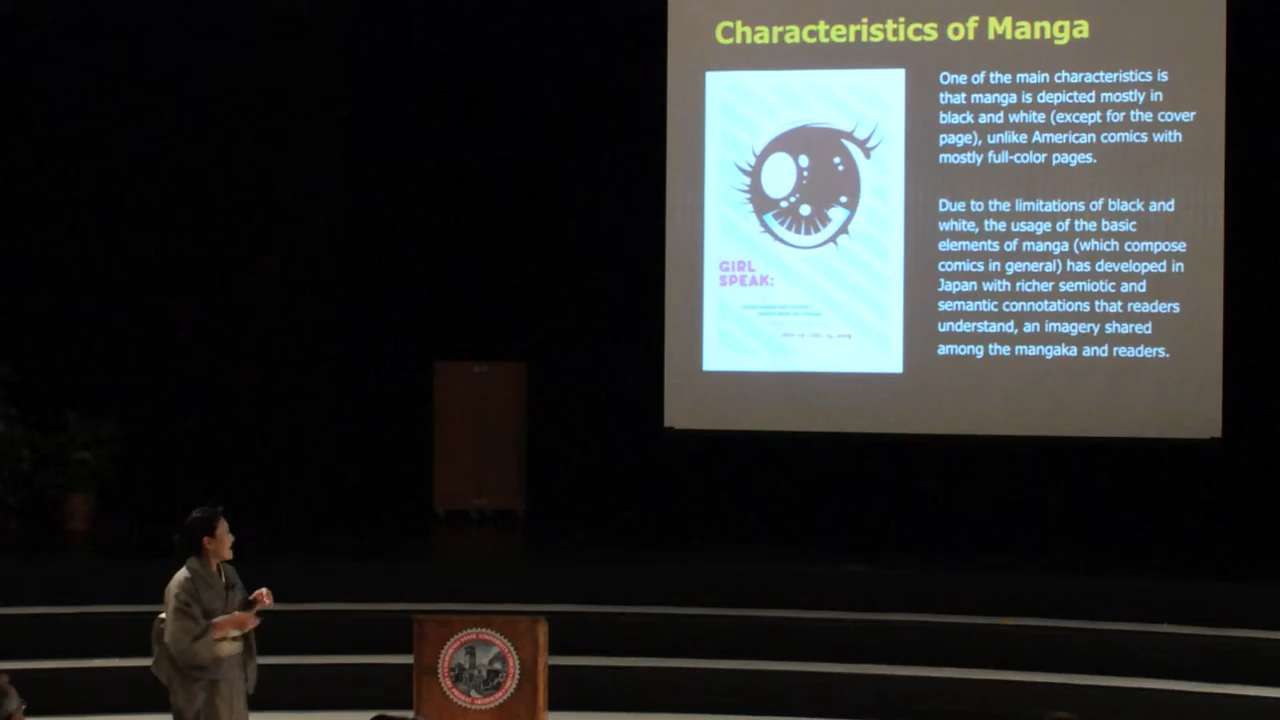 Characteristics of Manga
One of the main characteristics is
that manga is depicted mostly in
black and white (except for the cover
page), unlike American comics with
mostly full-color pages.
Due to the limitations of black and
white, the usage of the basic
elements of manga (which compose
comics in general) has developed in
Japan with richer semiotic and
semantic connotations that readers
understand, an imagery shared
among the mangaka and readers.
GIRL
SPEAK: